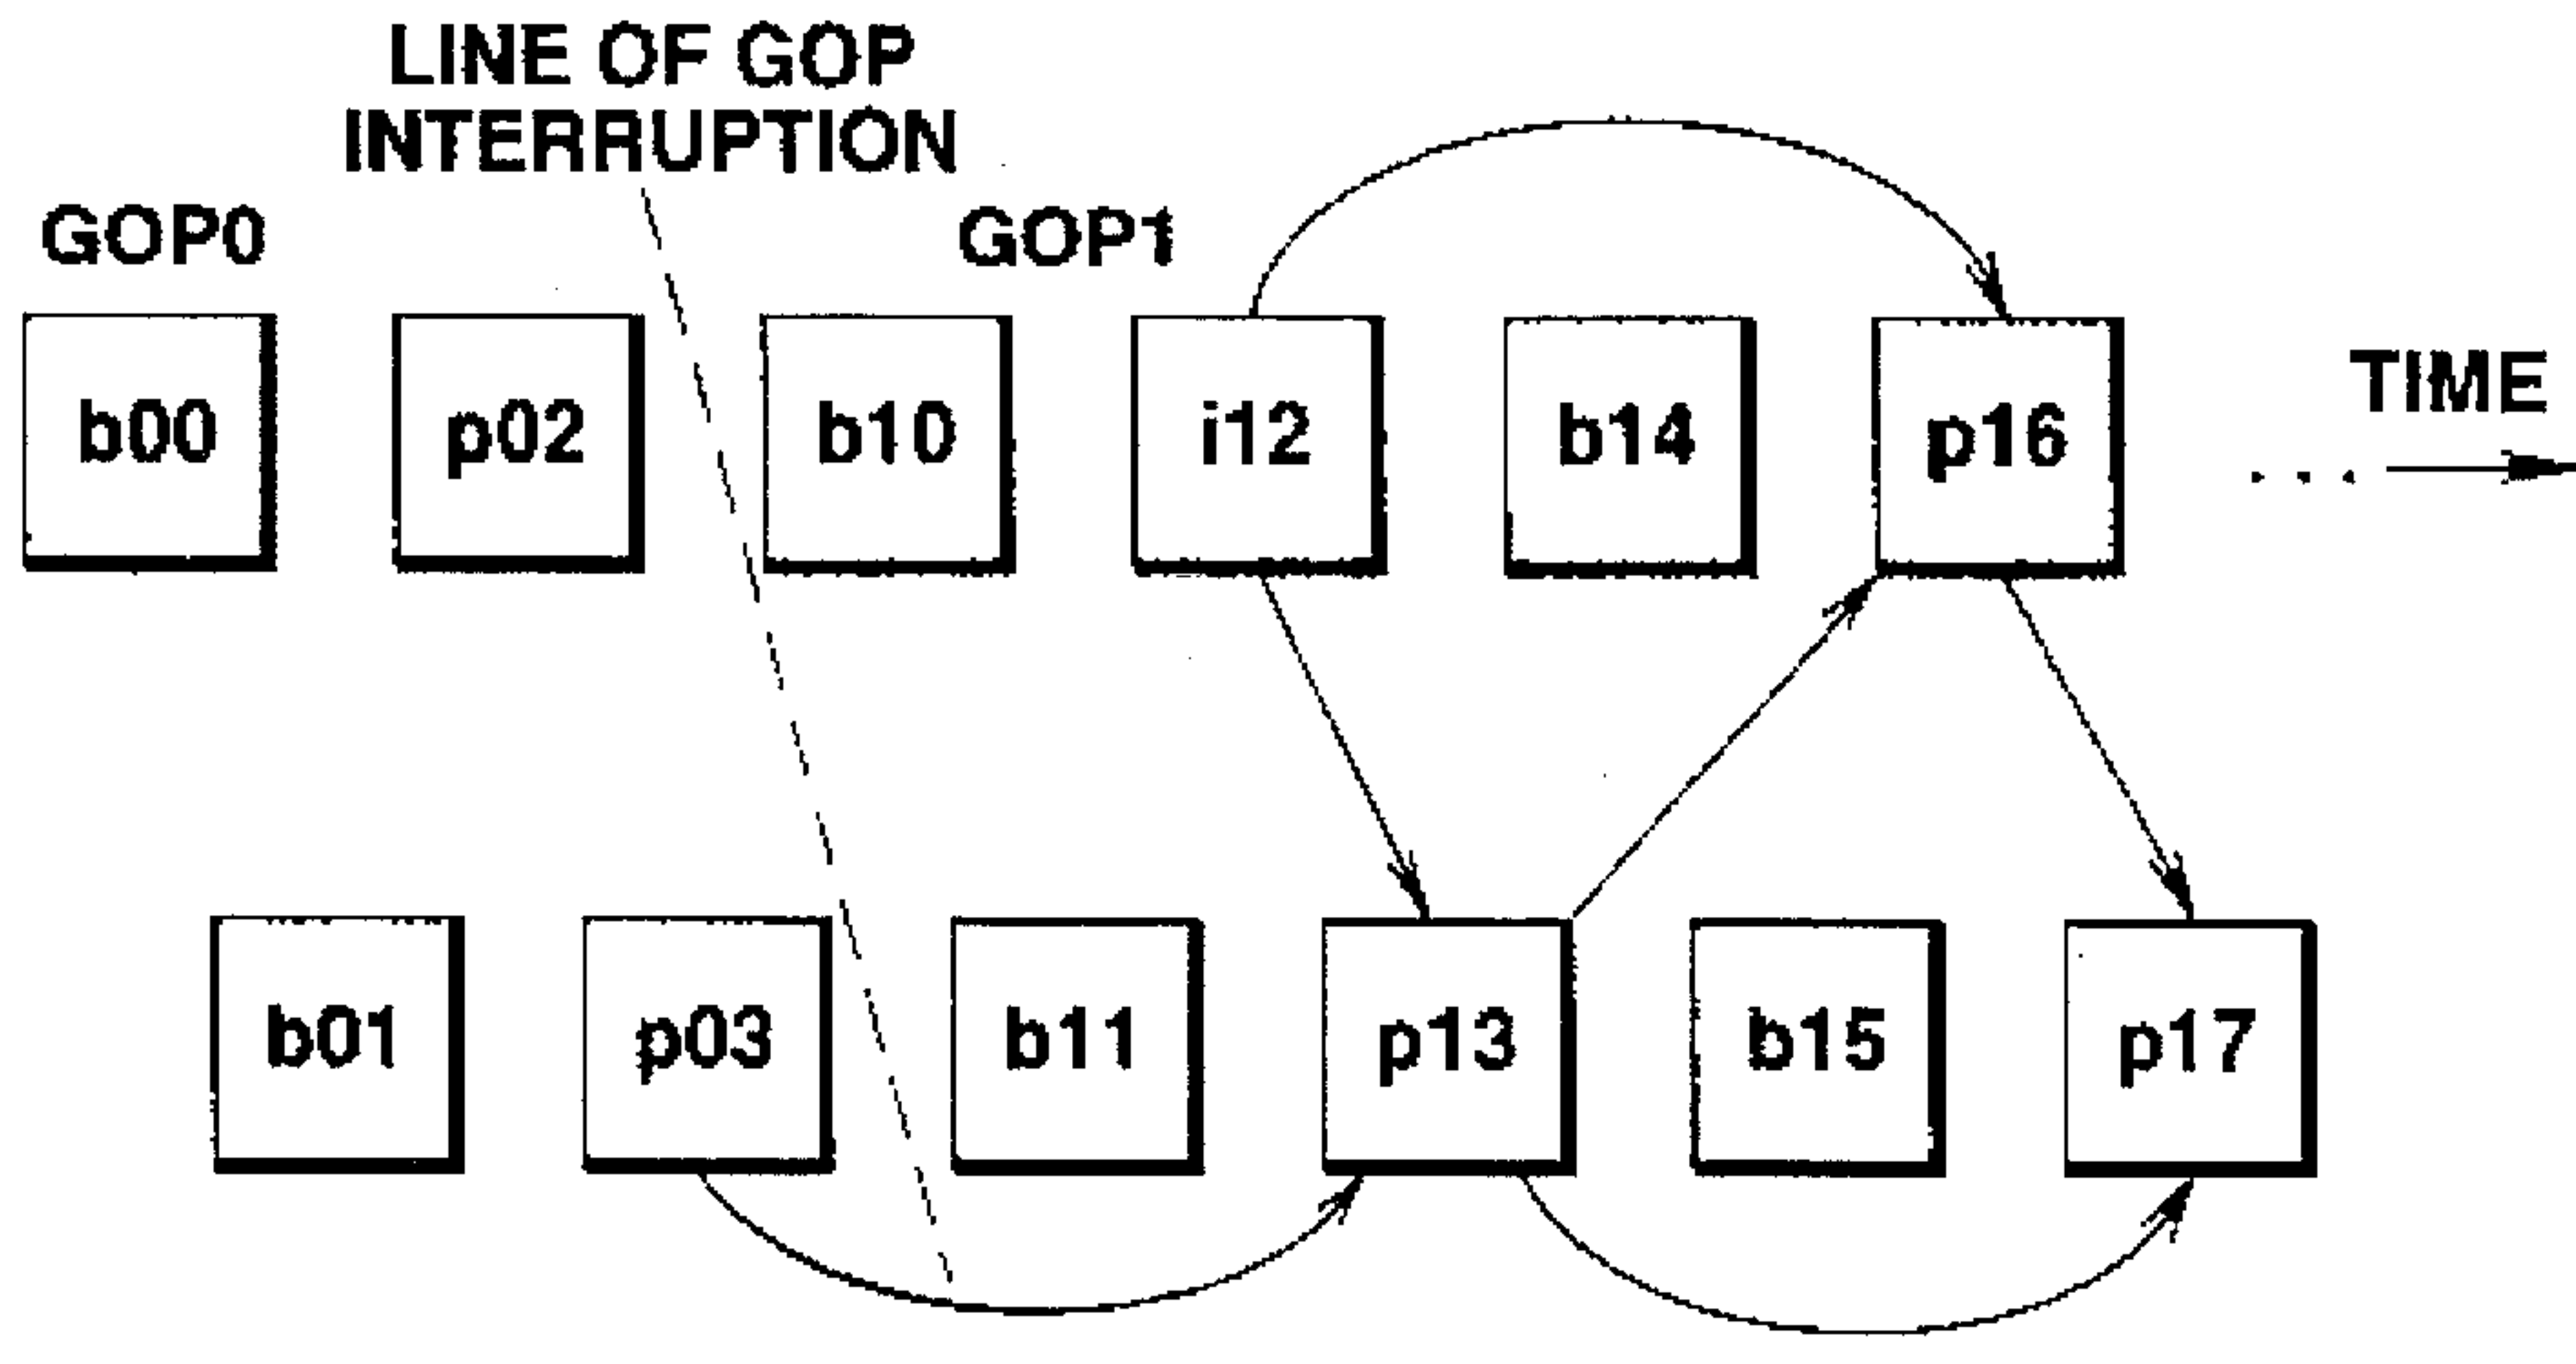 LINE OF GOP
INTERRUPTION
GOP0
GOP1
b00
p02
b10
i12
b14
p16
TIME
. . .
b01
p03
b11
p13
b15
p17